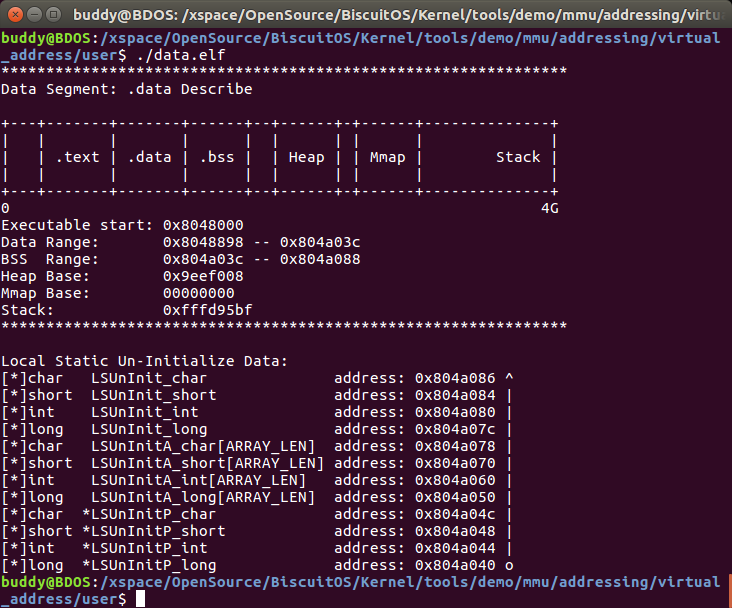 buddy@BDOS: /xspace/OpenSource/BiscuitOS/Kernel/tools/demo/mmu/addressing/virtu
buddy@BDOS:/xspace/OpenSource/BiscuitOS/Kernel/tools/demo/mmu/addressing/virtual
_address/user$ ./data.elf
***************************************************************
Data Segment: .data Describe

+---+-------+-------+------+--+------+--+------+--------------+
|   |       |       |      |  |      | |      |              |
|   | .text | .data | .bss |  | Heap | | Mmap |        Stack |
|   |       |       |      |  |      | |      |              |
+---+-------+-------+------+--+------+--+------+--------------+
0                                                           4G
Executable start: 0x8048000
Data Range:       0x8048898 -- 0x804a03c
BSS  Range:       0x804a03c -- 0x804a088
Heap Base:        0x9eef008
Mmap Base:        00000000
Stack:            0xfffd95bf
***************************************************************

Local Static Un-Initialize Data:
[*]char   LSUnInit_char              address: 0x804a086 ^
[*]short  LSUnInit_short             address: 0x804a084 |
[*]int    LSUnInit_int               address: 0x804a080 |
[*]long   LSUnInit_long              address: 0x804a07c |
[*]char   LSUnInitA_char[ARRAY_LEN]  address: 0x804a078 |
[*]short  LSUnInitA_short[ARRAY_LEN] address: 0x804a070 |
[*]int    LSUnInitA_int[ARRAY_LEN]   address: 0x804a060 |
[*]long   LSUnInitA_long[ARRAY_LEN]  address: 0x804a050 |
[*]char  *LSUnInitP_char             address: 0x804a04c |
[*]short *LSUnInitP_short            address: 0x804a048 |
[*]int   *LSUnInitP_int              address: 0x804a044 |
[*]long  *LSUnInitP_long             address: 0x804a040 o
buddy@BDOS:/xspace/OpenSource/BiscuitOS/Kernel/tools/demo/mmu/addressing/virtual
_address/user$